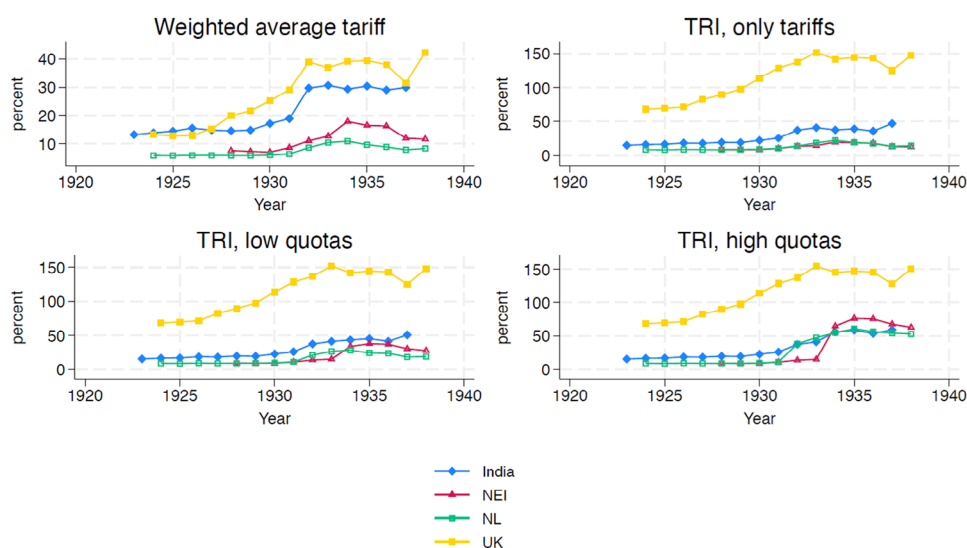 Weighted average tariff
percent
40
30
20
10
1920 1925 1930 1935 1940
Year
TRI, only tariffs
percent
150
100
50
0
1920 1925 1930 1935 1940
Year
TRI, low quotas
percent
150
100
50
0
1920 1925 1930 1935 1940
Year
TRI, high quotas
percent
150
100
50
0
1920 1925 1930 1935 1940
Year
India
NEI
NL
UK